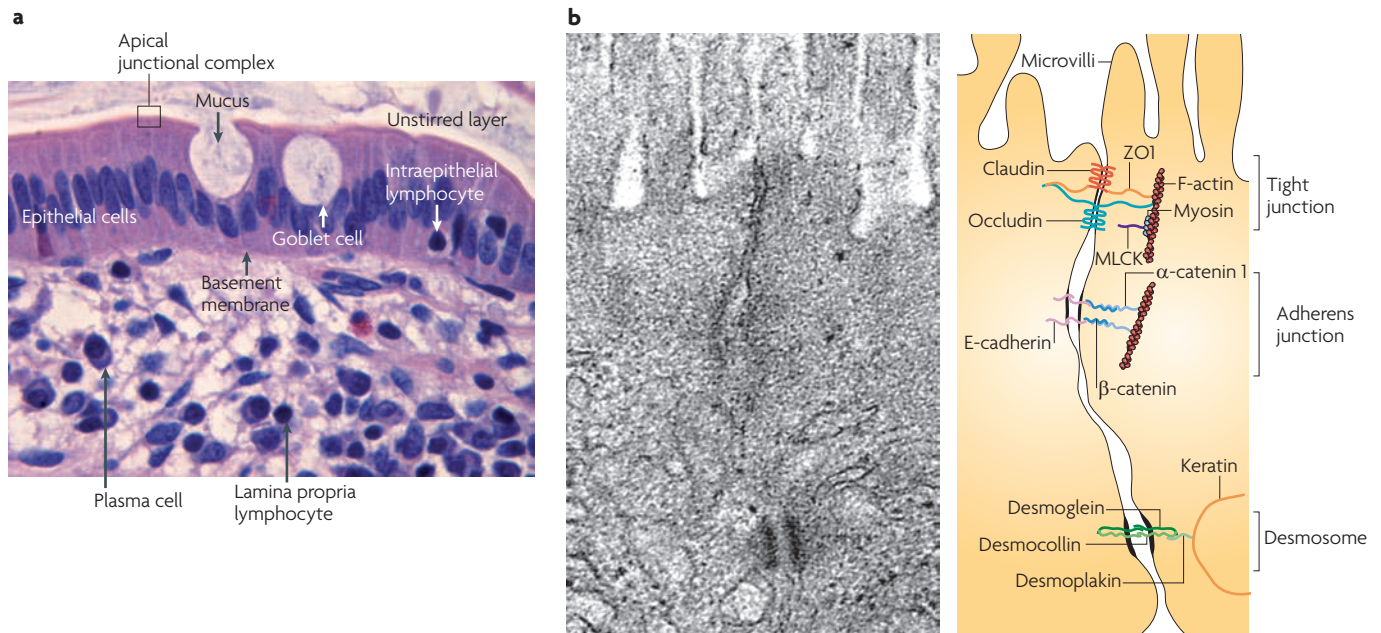 a
Apical
junctional complex
Mucus
Unstirred layer
Intraepithelial
lymphocyte
Epithelial cells
Goblet cell
Basement
membrane
Plasma cell
Lamina propria
lymphocyte
b
Microvilli
Claudin
ZO1
F-actin
Myosin
Occludin
MLCK
Tight
junction
α-catenin 1
E-cadherin
β-catenin
Adherens
junction
Keratin
Desmoglein
Desmocollin
Desmoplakin
Desmosome